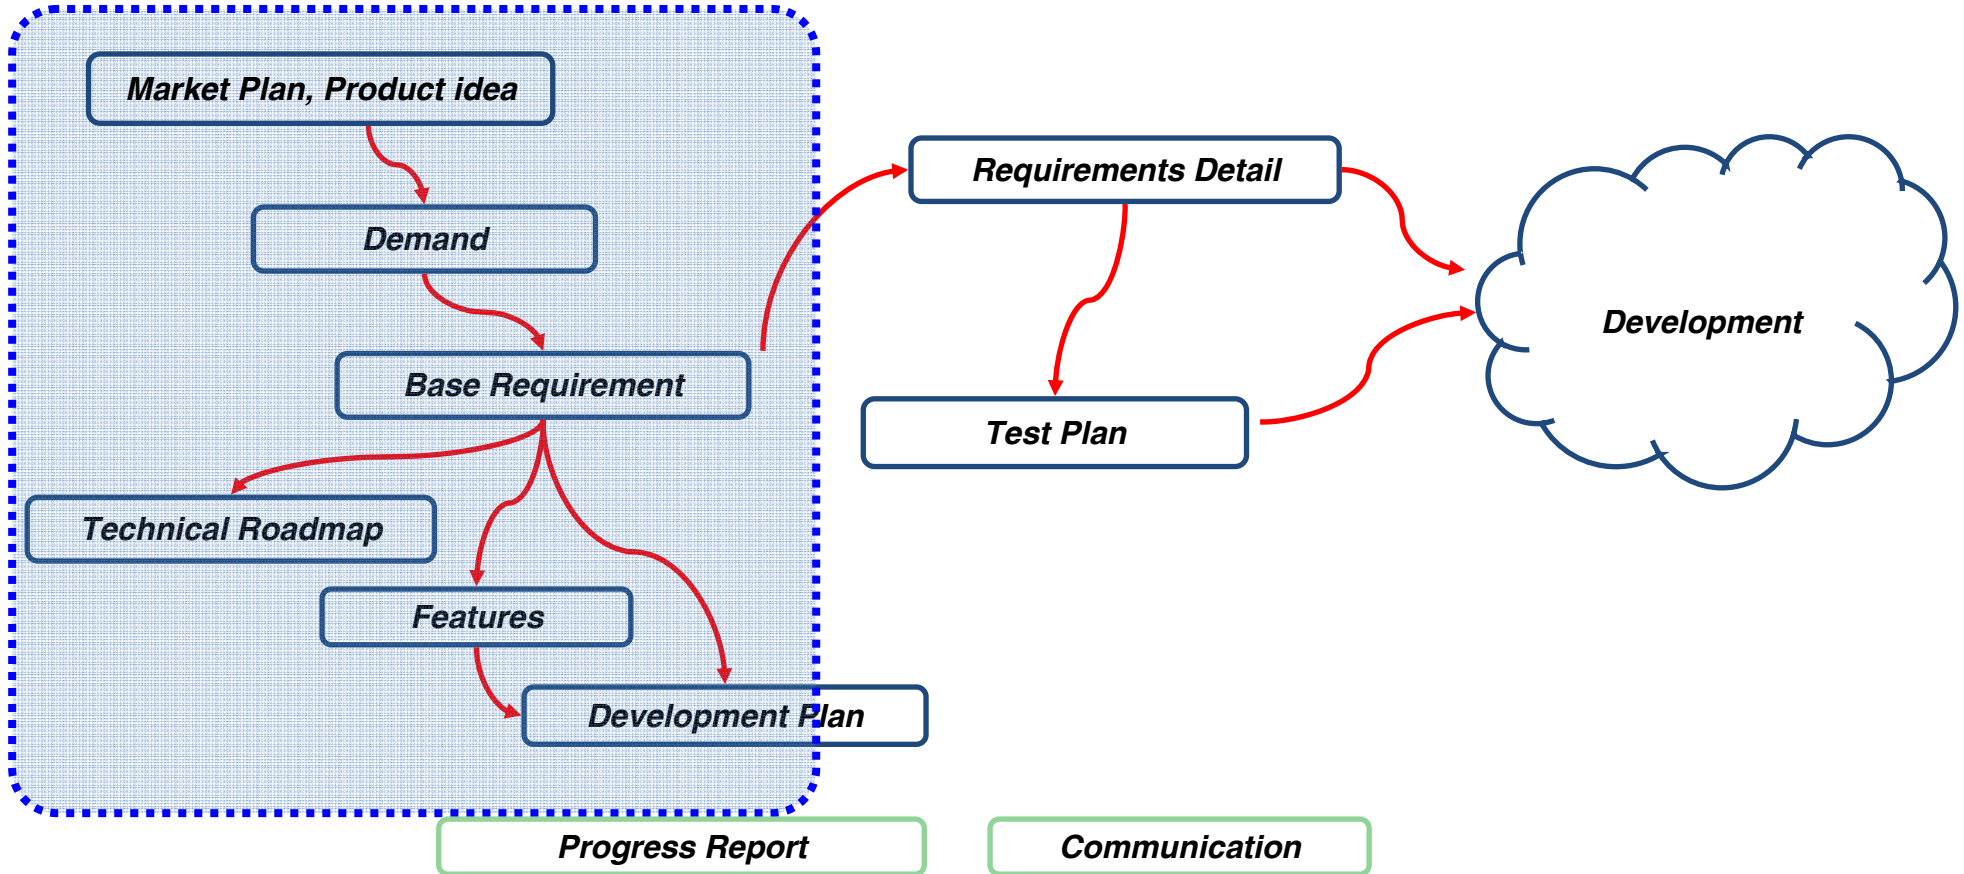 Market Plan, Product idea
Demand
Base Requirement
Technical Roadmap
Features
Development Plan
Requirements Detail
Test Plan
Development
Progress Report
Communication